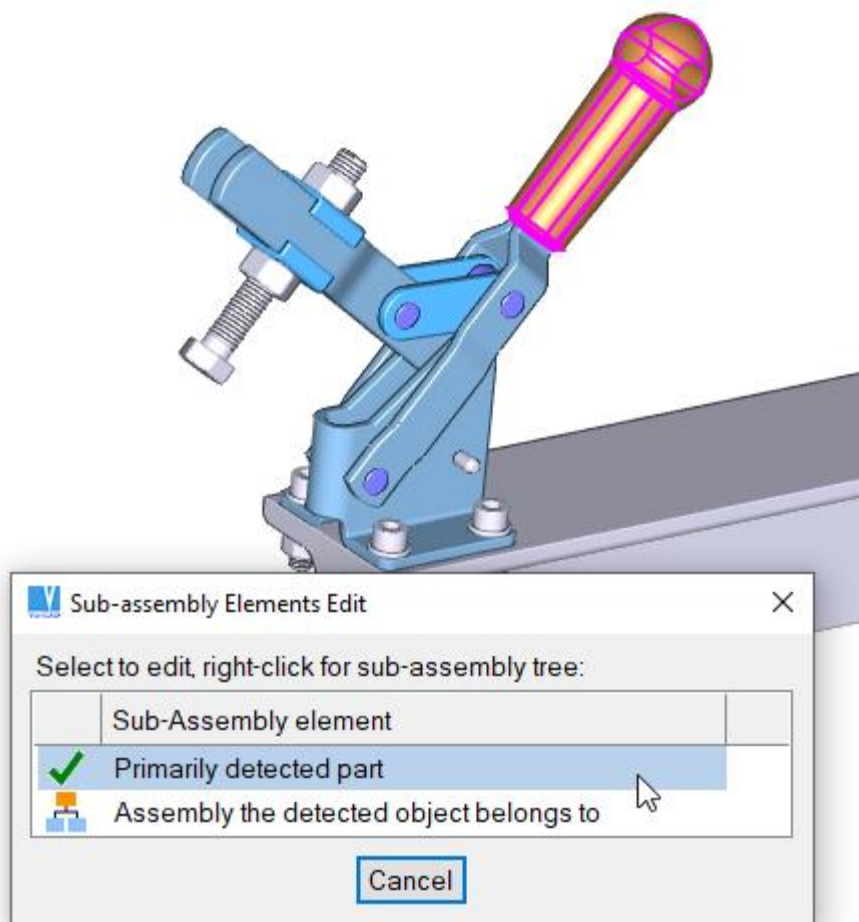 Sub-assembly Elements Edit
Select to edit, right-click for sub-assembly tree:
Sub-Assembly element
Primarily detected part
Assembly the detected object belongs to
Cancel